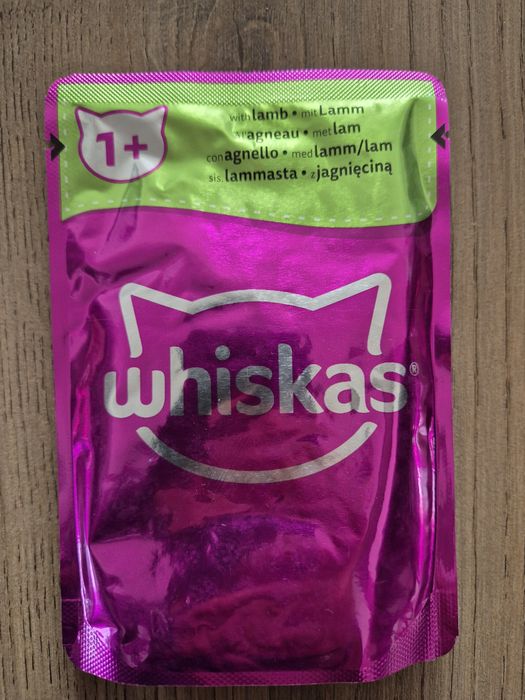 1+
with lamb • mit Lamm
à l'agneau • met lam
con agnello • med lamm/lam
sis. lammasta • z jagnięciną
whiskas®